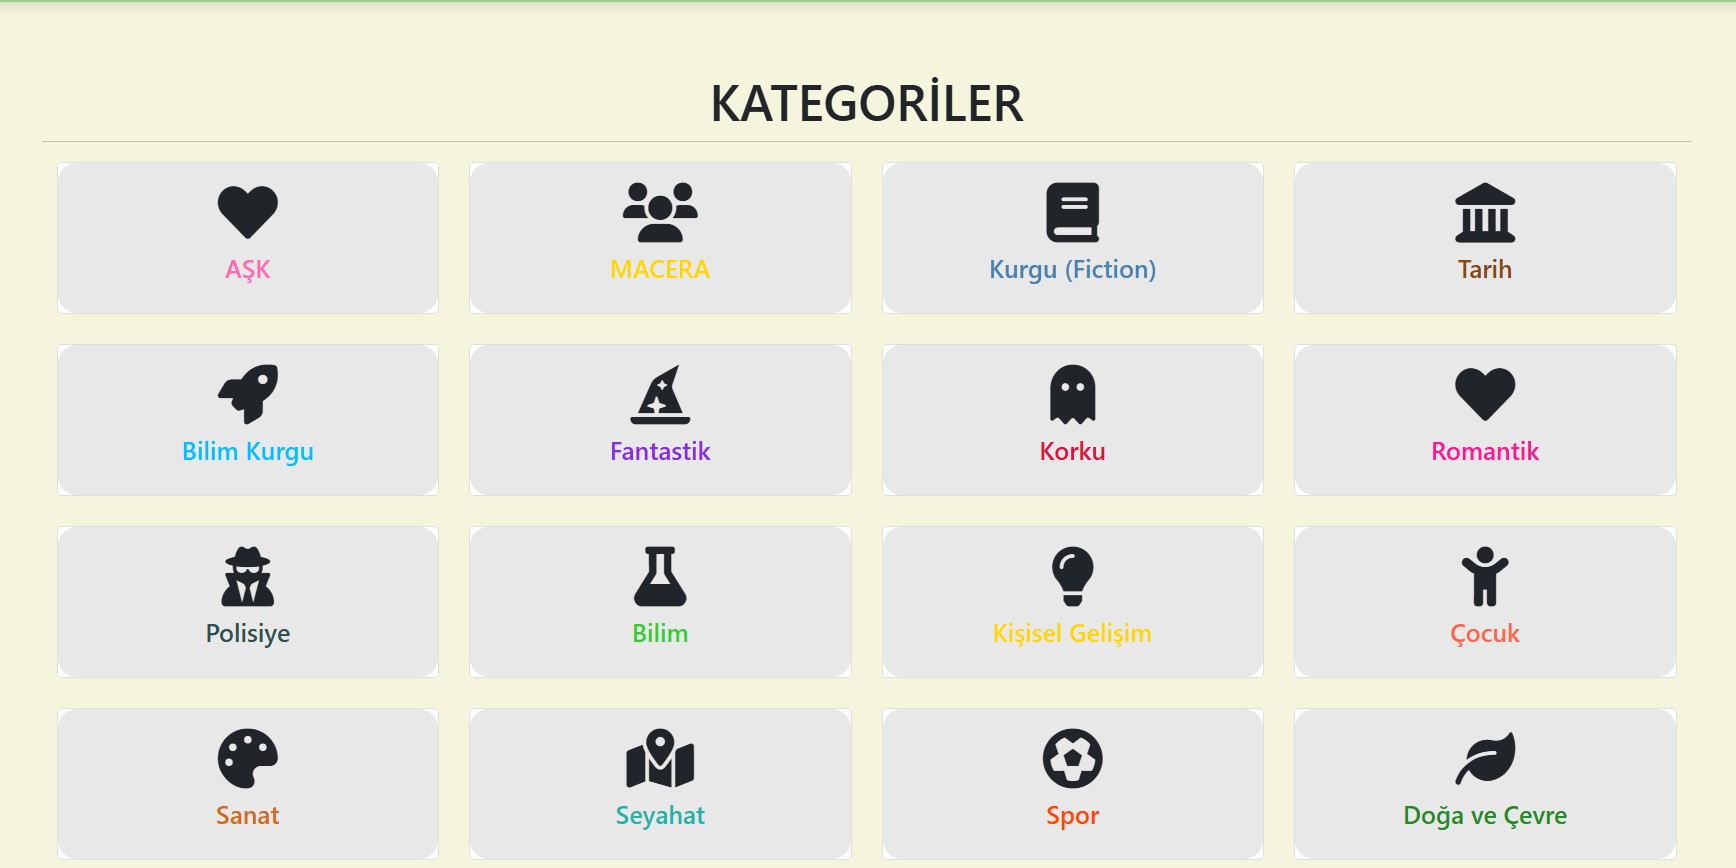 KATEGORİLER
AŞK
MACERA
Kurgu (Fiction)
Tarih
Bilim Kurgu
Fantastik
Korku
Romantik
Polisiye
Bilim
Kişisel Gelişim
Çocuk
Sanat
Seyahat
Spor
Doğa ve Çevre